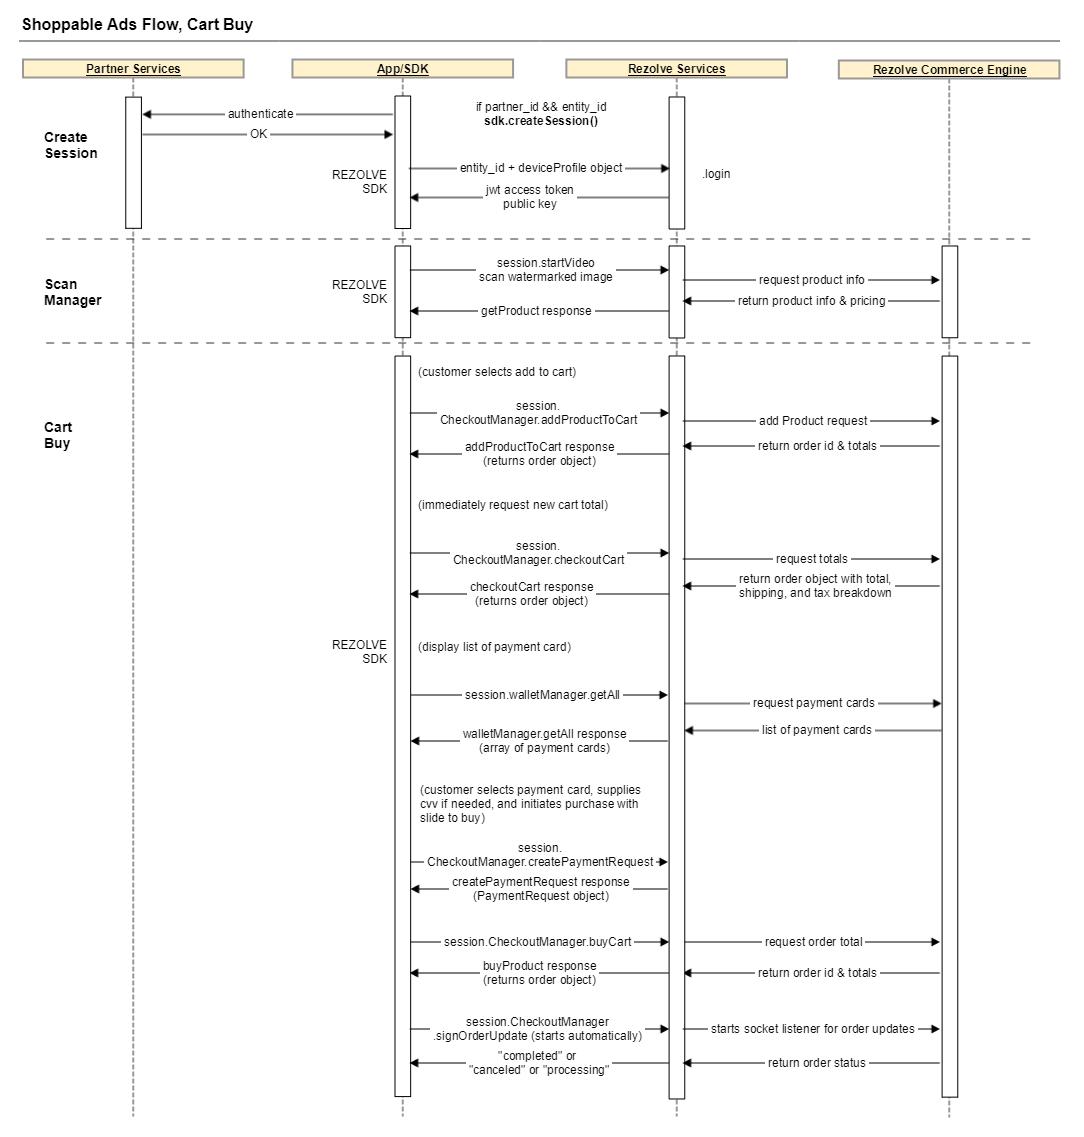 Shoppable Ads Flow, Cart Buy
Partner Services
App/SDK
Rezolve Services
Rezolve Commerce Engine
Create
Session
authenticate
OK
if partner_id && entity_id
sdk.createSession()
REZOLVE
SDK
entity_id + deviceProfile object
.login
jwt access token
public key
Scan
Manager
REZOLVE
SDK
session.startVideo
scan watermarked image
request product info
return product info & pricing
getProduct response
Cart
Buy
(customer selects add to cart)
session.
CheckoutManager.addProductToCart
add Product request
return order id & totals
addProductToCart response
(returns order object)
(immediately request new cart total)
session.
CheckoutManager.checkoutCart
request totals
return order object with total,
shipping, and tax breakdown
checkoutCart response
(returns order object)
REZOLVE
SDK
(display list of payment card)
session.walletManager.getAll
request payment cards
list of payment cards
walletManager.getAll response
(array of payment cards)
(customer selects payment card, supplies
cvv if needed, and initiates purchase with
slide to buy)
session.
CheckoutManager.createPaymentRequest
createPaymentRequest response
(PaymentRequest object)
session.CheckoutManager.buyCart
request order total
buyProduct response
(returns order object)
return order id & totals
session.CheckoutManager
.signOrderUpdate (starts automatically)
starts socket listener for order updates
"completed" or
"canceled" or "processing"
return order status